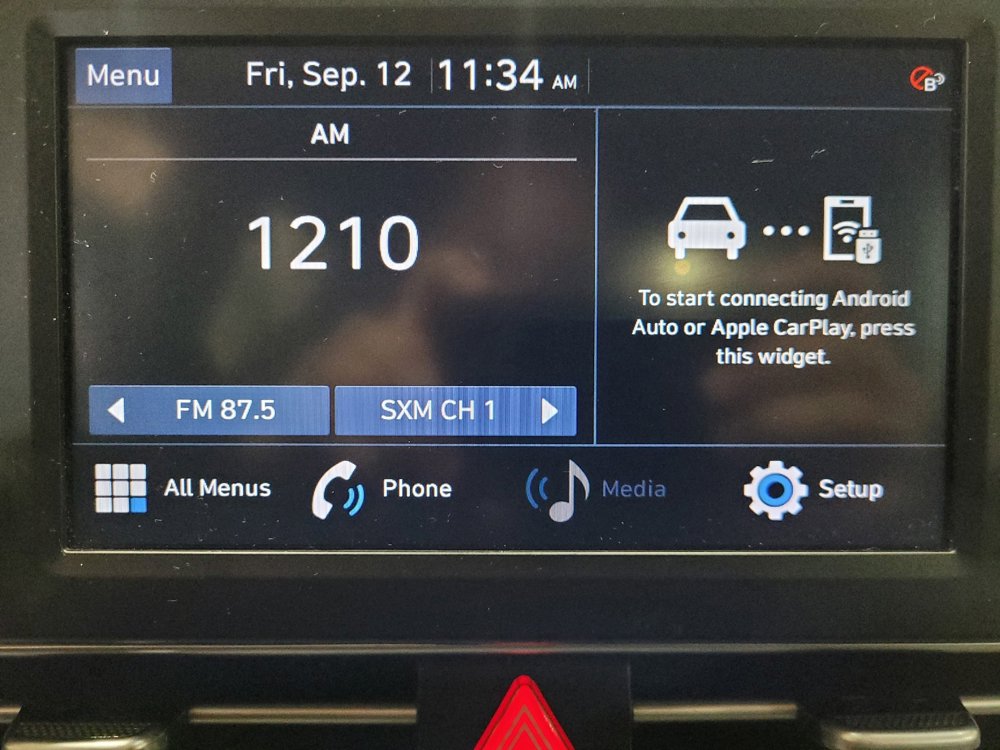 Menu
Fri, Sep. 12 11:34 AM
B
AM
1210
To start connecting Android
Auto or Apple CarPlay, press
this widget.
FM 87.5
SXM CH 1
All Menus
Phone
Media
Setup